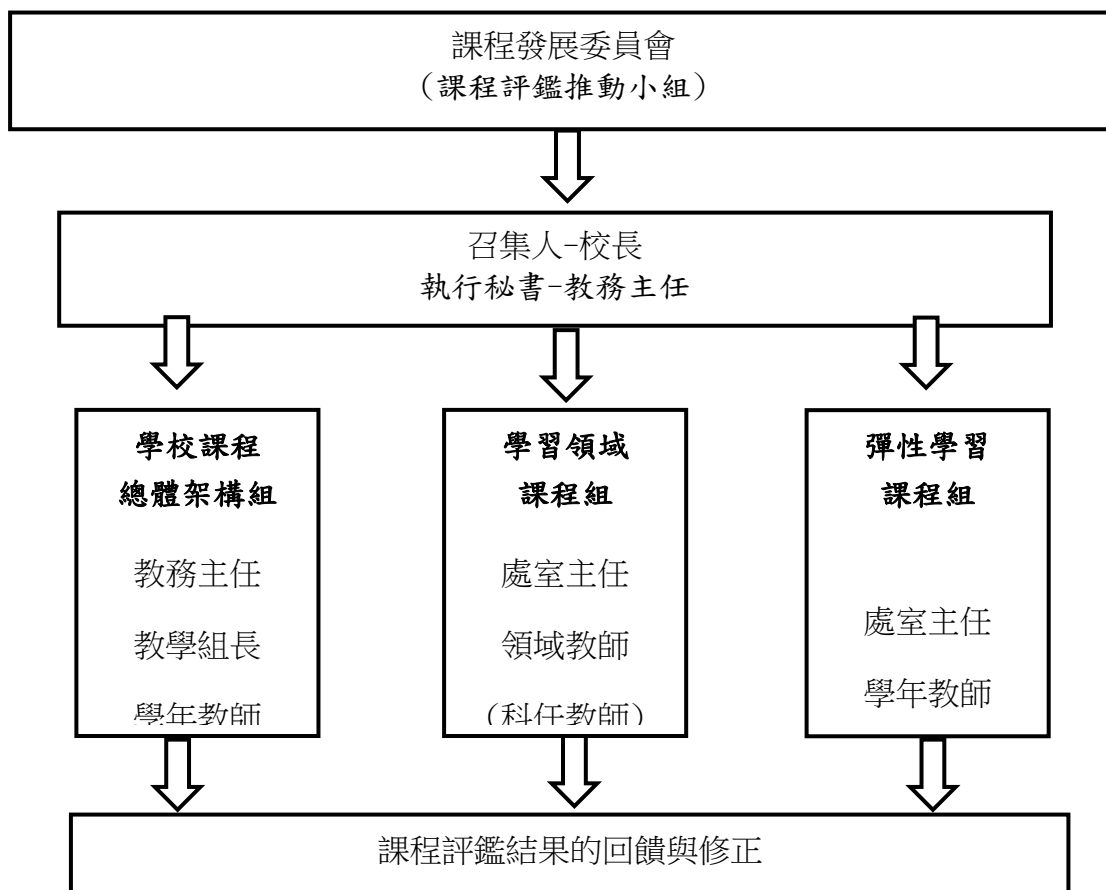 課程發展委員會
（課程評鑑推動小組）
召集人-校長
執行秘書-教務主任
學校課程
總體架構組
教務主任
教學組長
學年教師
學習領域
課程組
處室主任
領域教師
(科任教師)
彈性學習
課程組
處室主任
學年教師
課程評鑑結果的回饋與修正